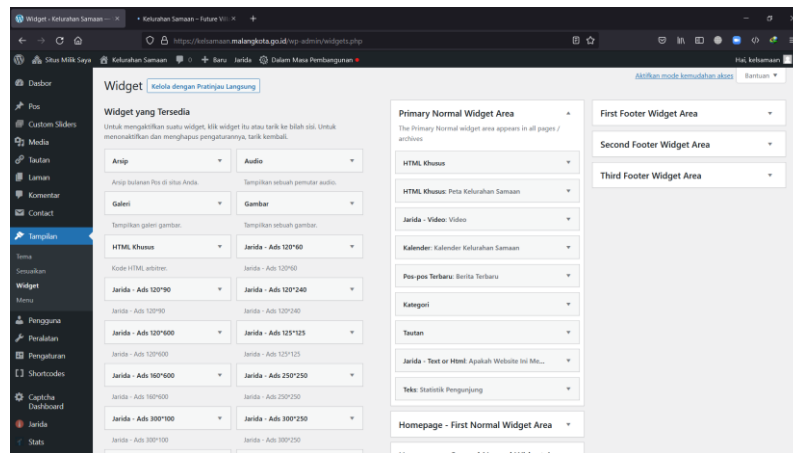 Widget ‹ Kelurahan Samaan —
• Kelurahan Samaan – Future Vill
https://kelsamaan.malangkota.go.id/wp-admin/widgets.php
Situs Milik Saya
Kelurahan Samaan
0
Baru
Jarida
Dalam Masa Pembangunan
Hai, kelsamaan
Dasbor
Pos
Custom Sliders
Media
Tautan
Laman
Komentar
Contact
Tampilan
Tema
Sesuaikan
Widget
Menu
Pengguna
Peralatan
Pengaturan
Shortcodes
Captcha
Dashboard
Jarida
Stats
Aktifkan mode kemudahan akses
Bantuan
Widget
Kelola dengan Pratinjau Langsung
Widget yang Tersedia
Untuk mengaktifkan suatu widget, klik widget itu atau tarik ke bilah sisi. Untuk
menonaktifkan dan menghapus pengaturannya, tarik kembali.
Arsip
Audio
Arsip bulanan Pos di situs Anda.
Tampilkan sebuah pemutar audio.
Galeri
Gambar
Tampilkan galeri gambar.
Tampilkan sebuah gambar.
HTML Khusus
Jarida - Ads 120*60
Kode HTML arbitrer.
Jarida - Ads 120*60
Jarida - Ads 120*90
Jarida - Ads 120*240
Jarida - Ads 120*90
Jarida - Ads 120*240
Jarida - Ads 120*600
Jarida - Ads 125*125
Jarida - Ads 120*600
Jarida - Ads 125*125
Jarida - Ads 160*600
Jarida - Ads 250*250
Jarida - Ads 160*600
Jarida - Ads 250*250
Jarida - Ads 300*100
Jarida - Ads 300*250
Jarida - Ads 300*100
Jarida - Ads 300*250
Primary Normal Widget Area
The Primary Normal widget area appears in all pages /
archives
HTML Khusus
HTML Khusus: Peta Kelurahan Samaan
Jarida - Video: Video
Kalender: Kalender Kelurahan Samaan
Pos-pos Terbaru: Berita Terbaru
Kategori
Tautan
Jarida - Text or Html: Apakah Website Ini Me...
Teks: Statistik Pengunjung
Homepage - First Normal Widget Area
First Footer Widget Area
Second Footer Widget Area
Third Footer Widget Area